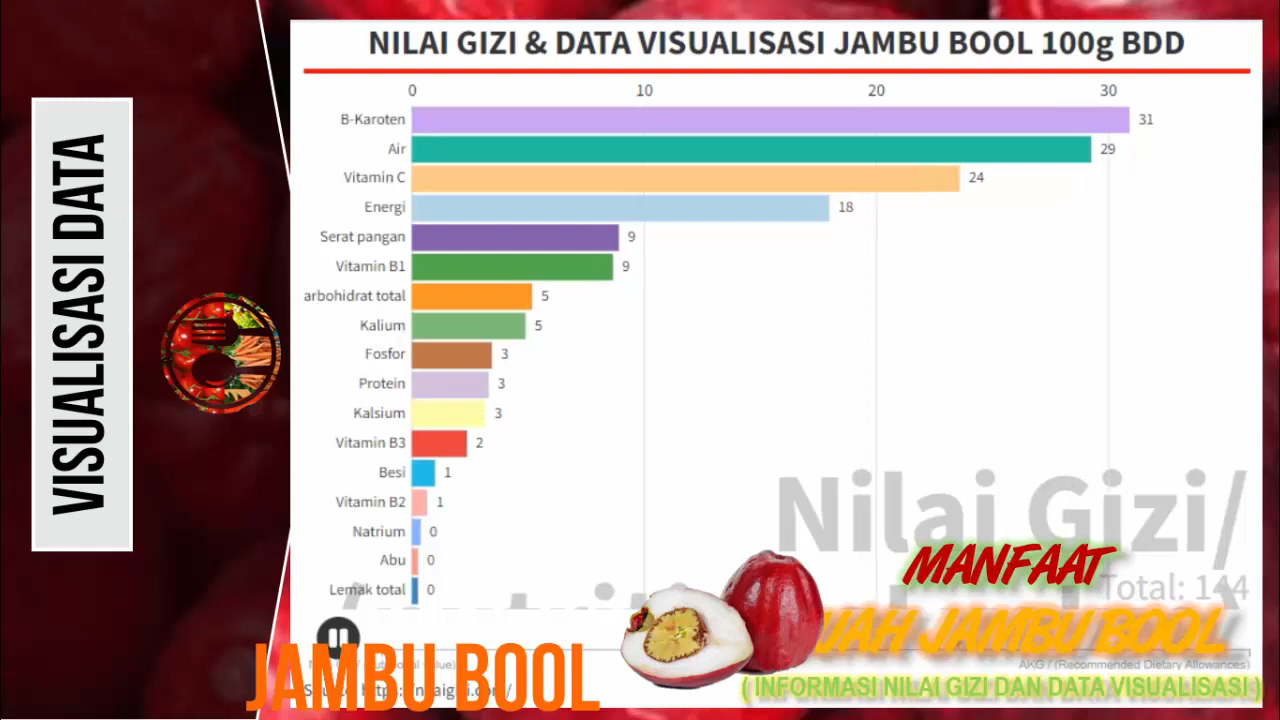 VISUALISASI DATA
NILAI GIZI & DATA VISUALISASI JAMBU BOOL 100g BDD
0 10 20 30
B-Karoten 31
Air 29
Vitamin C 24
Energi 18
Serat pangan 9
Vitamin B1 9
arbohidrat total 5
Kalium 5
Fosfor 3
Protein 3
Kalsium 3
Vitamin B3 2
Besi 1
Vitamin B2 1
Natrium 0
Abu 0
Lemak total 0
Nilai Gizi/
Total: 144
MANFAAT
UAH JAMBU BOOL
AKG / (Recommended Dietary Allowances)
JAMBU BOOL
( INFORMASI NILAI GIZI DAN DATA VISUALISASI )